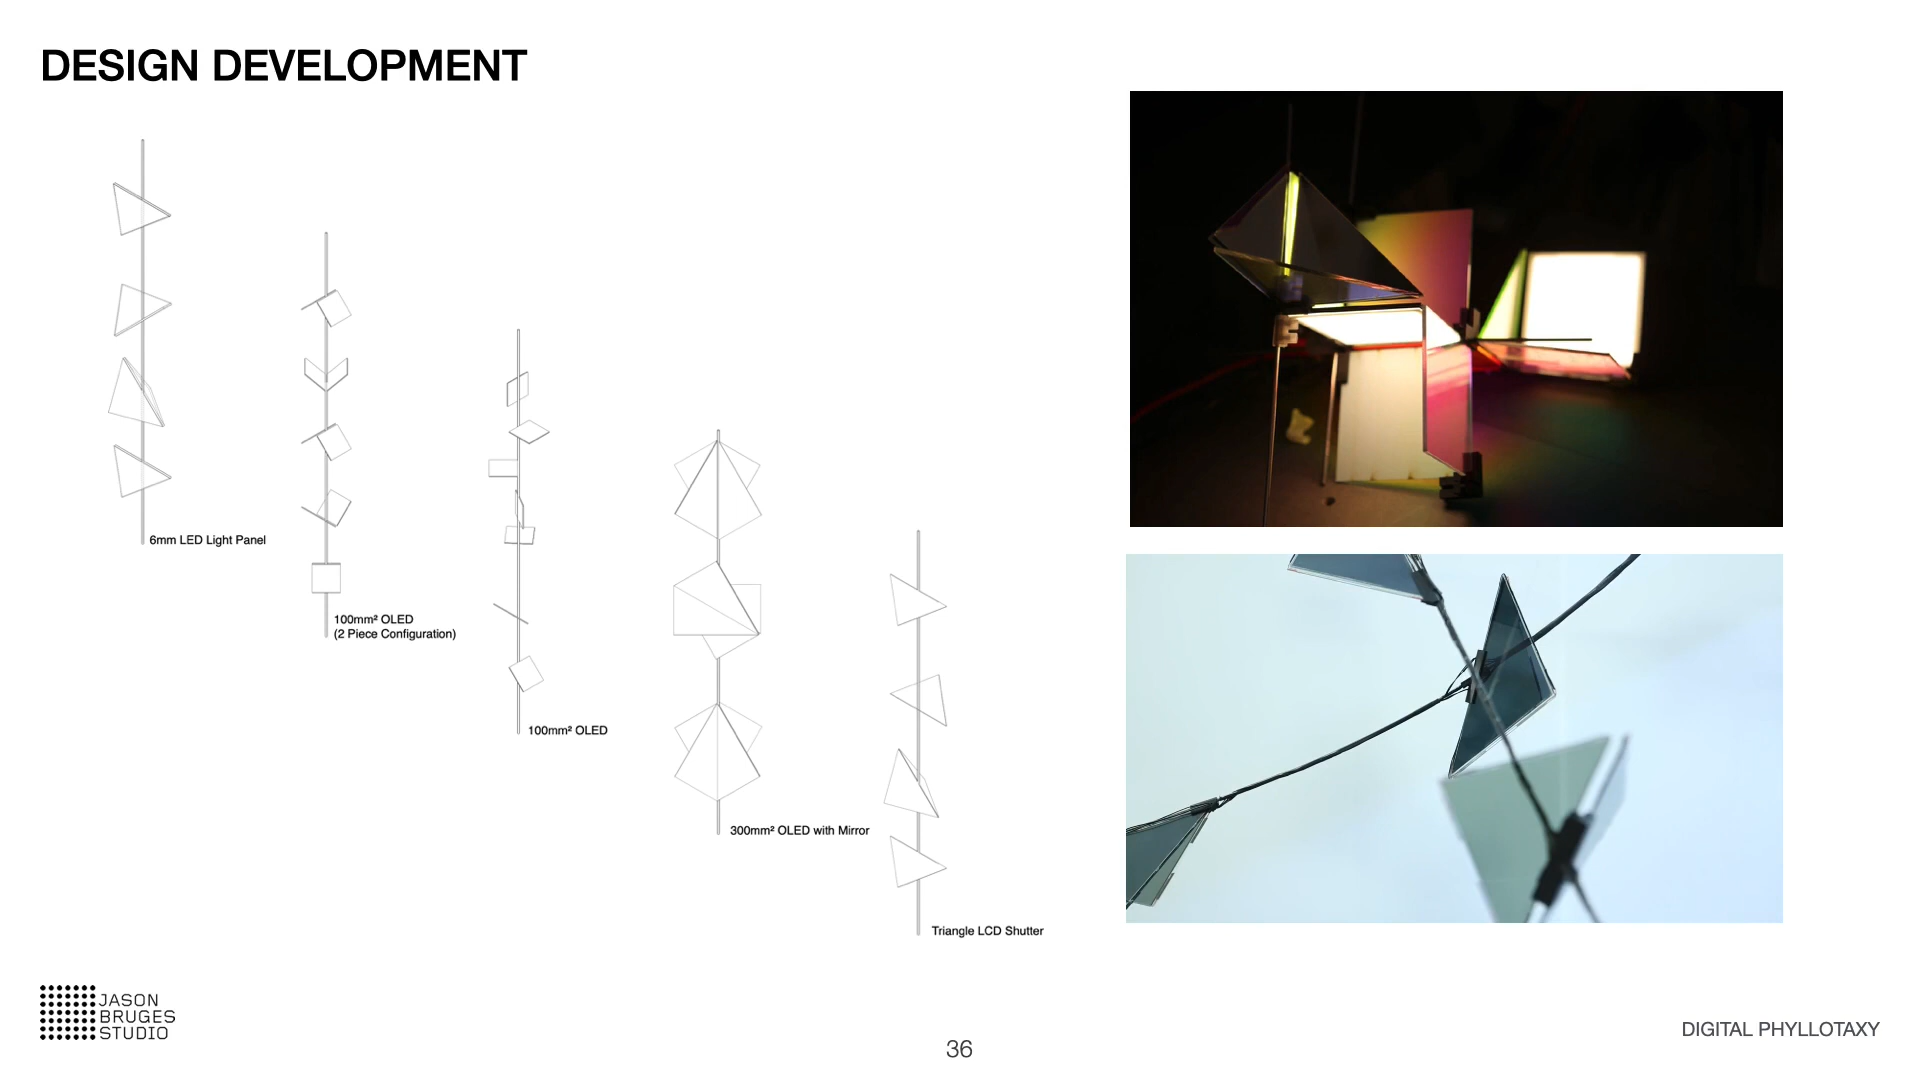 DESIGN DEVELOPMENT
6mm LED Light Panel
100mm² OLED
(2 Piece Configuration)
100mm² OLED
300mm² OLED with Mirror
Triangle LCD Shutter
JASON
BRUGES
STUDIO
36
DIGITAL PHYLLOTAXY